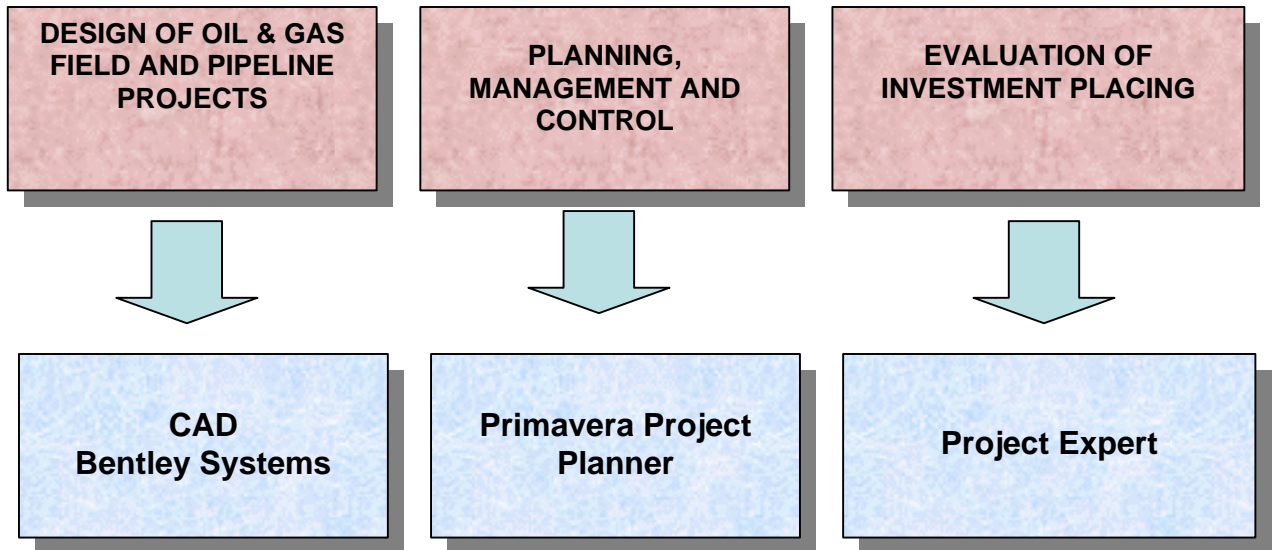 DESIGN OF OIL & GAS
FIELD AND PIPELINE
PROJECTS
PLANNING,
MANAGEMENT AND
CONTROL
EVALUATION OF
INVESTMENT PLACING
CAD
Bentley Systems
Primavera Project
Planner
Project Expert